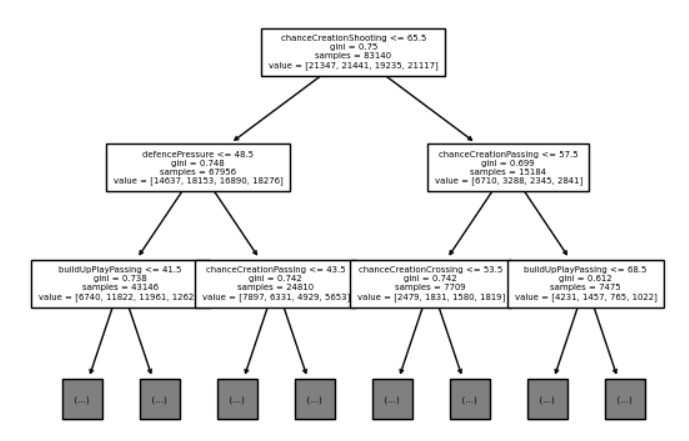 chanceCreationShooting <= 65.5
gini = 0.75
samples = 83140
value = [21347, 21441, 19235, 21117]
defencePressure <= 48.5
gini = 0.748
samples = 67956
value = [14637, 18153, 16890, 18276]
chanceCreationPassing <= 57.5
gini = 0.699
samples = 15184
value = [6710, 3288, 2345, 2841]
buildUpPlayPassing <= 41.5
gini = 0.738
samples = 43146
value = [6740, 11822, 11961, 1262
chanceCreationPassing <= 43.5
gini = 0.742
samples = 24810
value = [7897, 6331, 4929, 5653]
chanceCreationCrossing <= 53.5
gini = 0.742
samples = 7709
value = [2479, 1831, 1580, 1819]
buildUpPlayPassing <= 68.5
gini = 0.612
samples = 7475
value = [4231, 1457, 765, 1022]
(...)
(...)
(...)
(...)
(...)
(...)
(...)
(...)